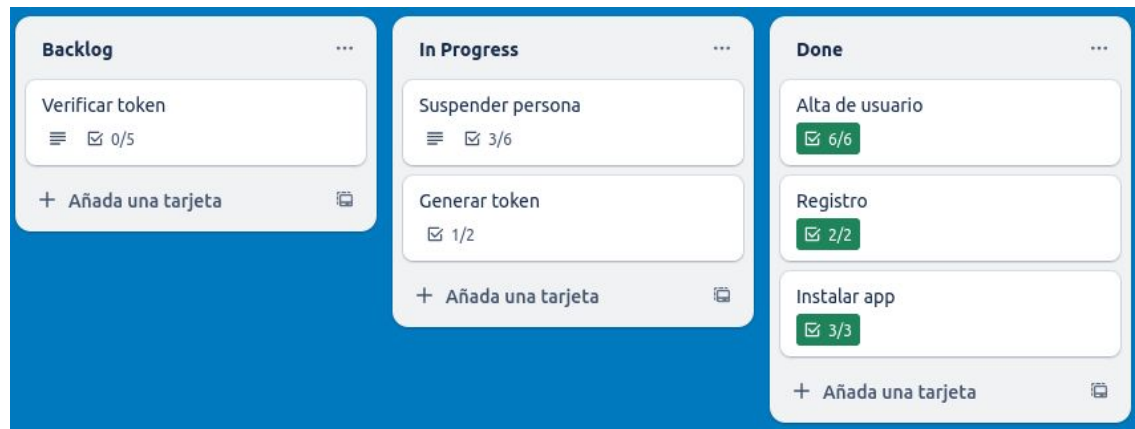 Backlog
Verificar token
0/5
+ Añada una tarjeta
In Progress
Suspender persona
3/6
Generar token
1/2
+ Añada una tarjeta
Done
Alta de usuario
6/6
Registro
2/2
Instalar app
3/3
+ Añada una tarjeta